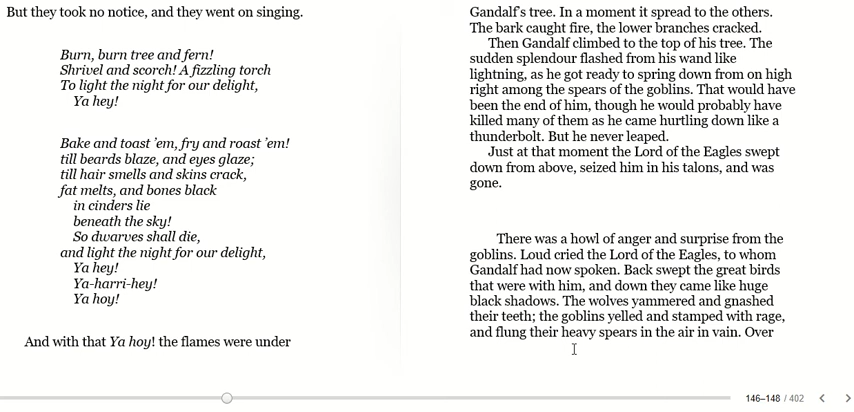 But they took no notice, and they went on singing.
Burn, burn tree and fern!
Shrivel and scorch! A fizzling torch
To light the night for our delight,
Ya hey!
Bake and toast ’em, fry and roast ’em!
till beards blaze, and eyes glaze;
till hair smells and skins crack,
fat melts, and bones black
in cinders lie
beneath the sky!
So dwarves shall die,
and light the night for our delight,
Ya hey!
Ya-harri-hey!
Ya hoy!
And with that Ya hoy! the flames were under
Gandalf’s tree. In a moment it spread to the others.
The bark caught fire, the lower branches cracked.
Then Gandalf climbed to the top of his tree. The
sudden splendour flashed from his wand like
lightning, as he got ready to spring down from on high
right among the spears of the goblins. That would have
been the end of him, though he would probably have
killed many of them as he came hurtling down like a
thunderbolt. But he never leaped.
Just at that moment the Lord of the Eagles swept
down from above, seized him in his talons, and was
gone.
There was a howl of anger and surprise from the
goblins. Loud cried the Lord of the Eagles, to whom
Gandalf had now spoken. Back swept the great birds
that were with him, and down they came like huge
black shadows. The wolves yammered and gnashed
their teeth; the goblins yelled and stamped with rage,
and flung their heavy spears in the air in vain. Over
146–148 / 402